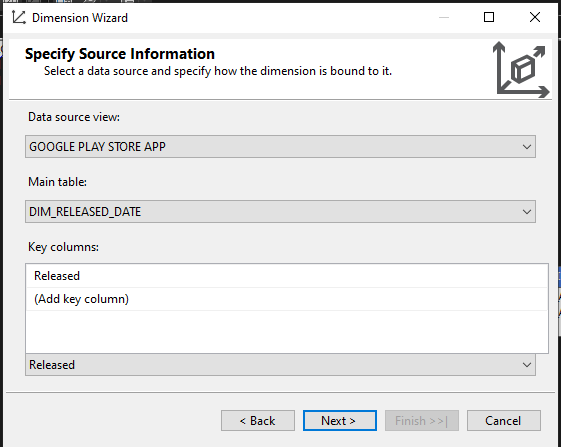 Dimension Wizard
Specify Source Information
Select a data source and specify how the dimension is bound to it.
Data source view:
GOOGLE PLAY STORE APP
Main table:
DIM_RELEASED_DATE
Key columns:
Released
(Add key column)
Released
< Back
Next >
Finish >>|
Cancel